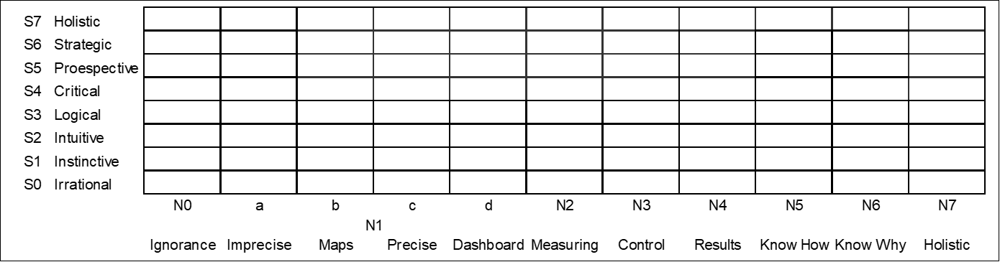 S7 Holistic
S6 Strategic
S5 Proespective
S4 Critical
S3 Logical
S2 Intuitive
S1 Instinctive
S0 Irrational
N0 a b c d N2 N3 N4 N5 N6 N7
N1
Ignorance Imprecise Maps Precise Dashboard Measuring Control Results Know How Know Why Holistic